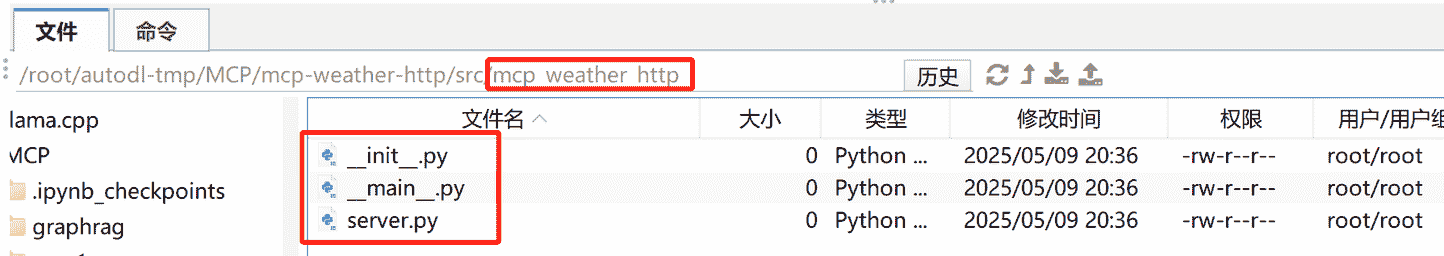 文件 命令
/root/autodl-tmp/MCP/mcp-weather-http/src/mcp_weather_http 历史
lama.cpp
MCP
.ipynb_checkpoints
graphrag
文件名 大小 类型 修改时间 权限 用户/用户组
__init__.py 0 Python ... 2025/05/09 20:36 -rw-r--r-- root/root
__main__.py 0 Python ... 2025/05/09 20:36 -rw-r--r-- root/root
server.py 0 Python ... 2025/05/09 20:36 -rw-r--r-- root/root